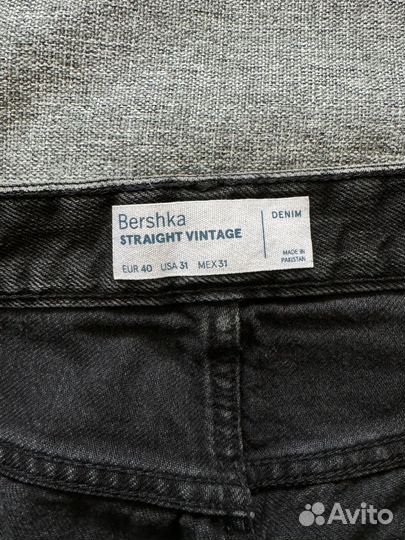 Bershka
STRAIGHT VINTAGE
EUR 40 USA 31 MEX 31
DENIM
MADE IN
PAKISTAN
Avito